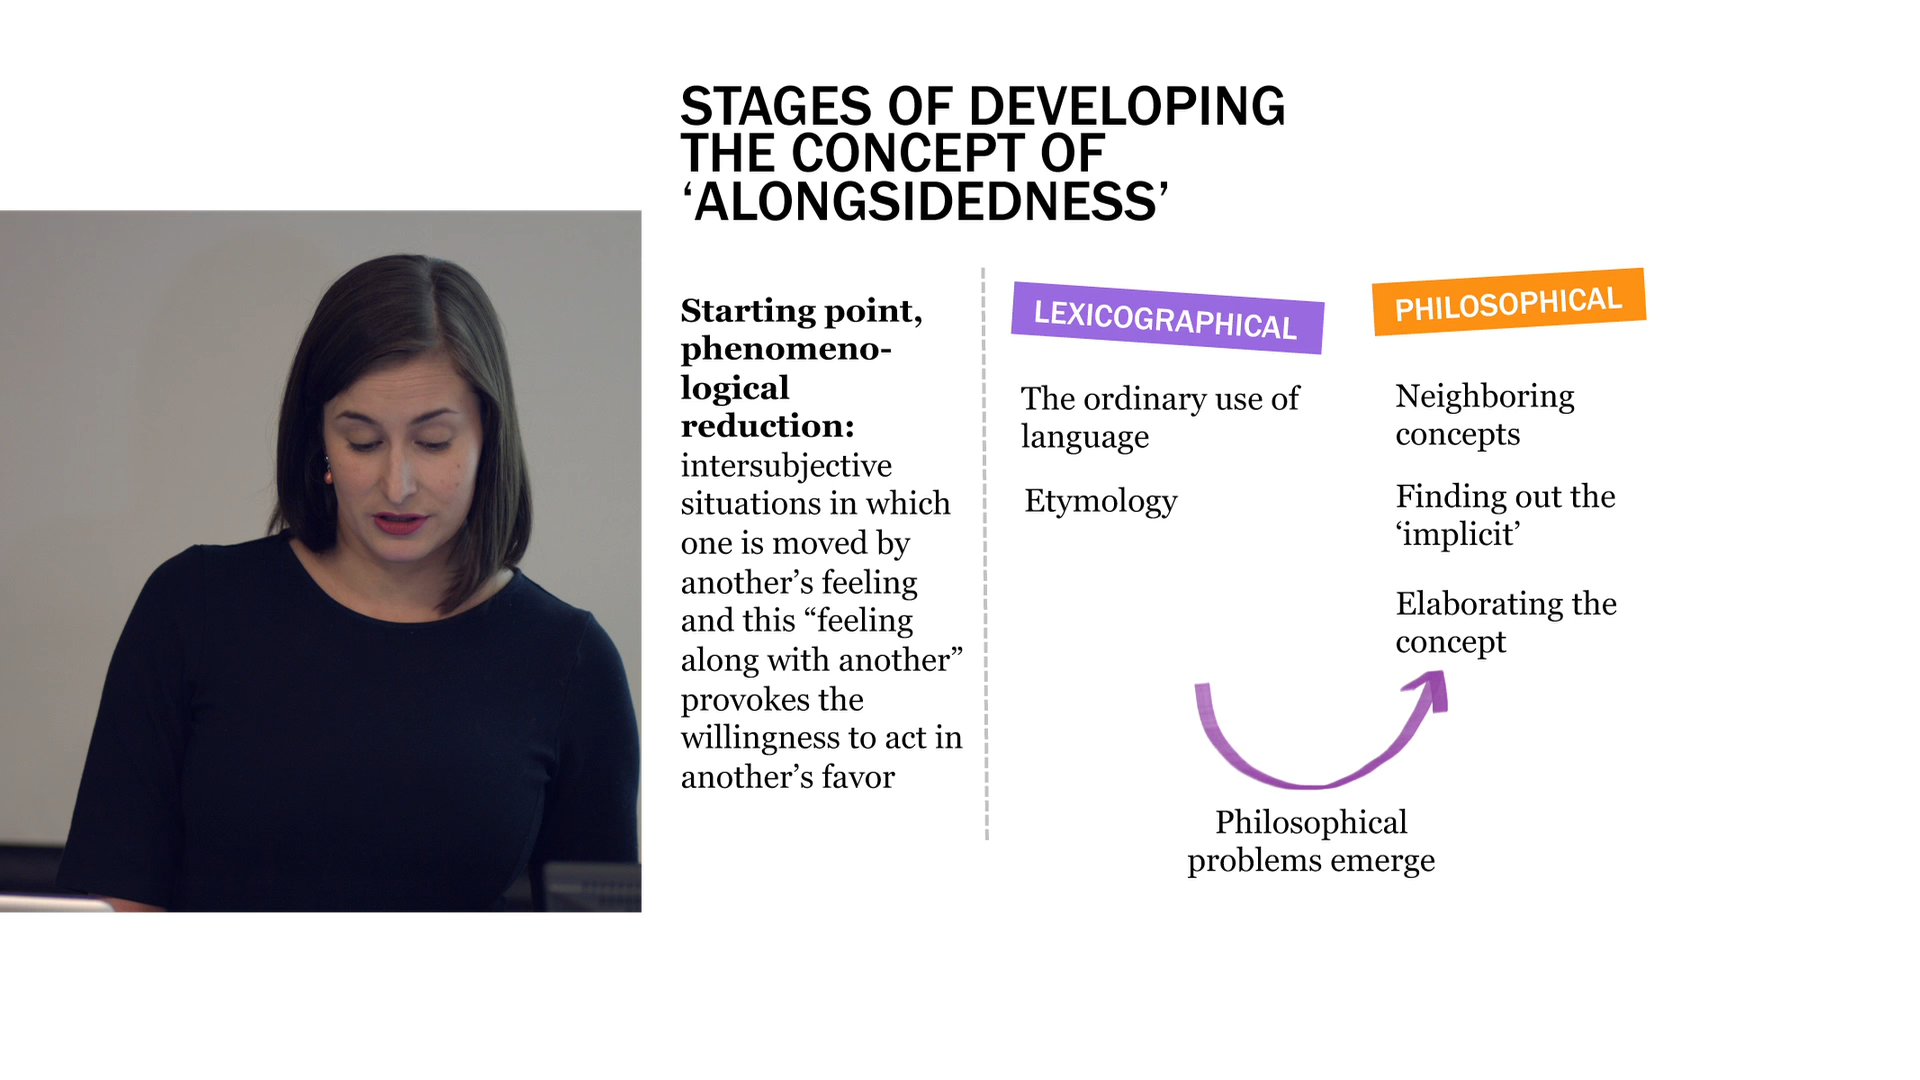 STAGES OF DEVELOPING
THE CONCEPT OF
‘ALONGSIDEDNESS’
Starting point,
phenomeno-
logical
reduction:
intersubjective
situations in which
one is moved by
another’s feeling
and this “feeling
along with another”
provokes the
willingness to act in
another’s favor
LEXICOGRAPHICAL
The ordinary use of
language
Etymology
PHILOSOPHICAL
Neighboring
concepts
Finding out the
‘implicit’
Elaborating the
concept
Philosophical
problems emerge